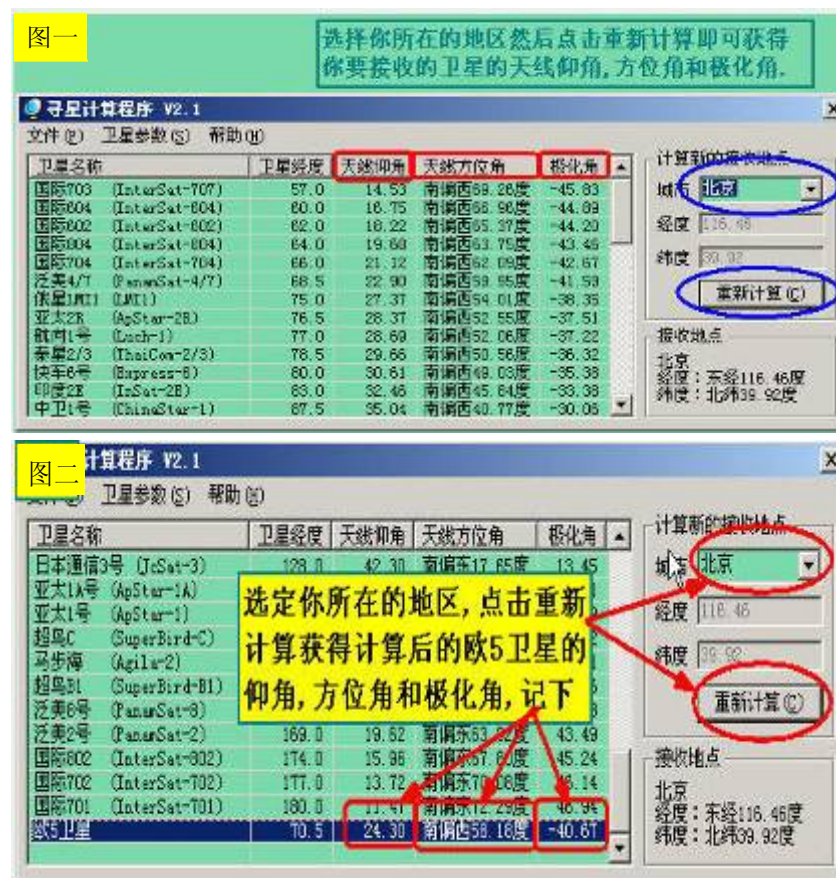 图一
选择你所在的地区然后点击重新计算即可获得
你要接收的卫星的天线仰角,方位角和极化角.
寻星计算程序 V2.1
文件(F) 卫星参数(S) 帮助(H)
卫星名称 卫星经度 天线仰角 天线方位角 极化角
国际703 (InterSat-707) 57.0 14.53 南偏西69.26度 -45.83
国际604 (InterSat-604) 60.0 16.75 南偏西66.96度 -44.89
国际602 (InterSat-602) 62.0 18.22 南偏西65.37度 -44.20
国际804 (InterSat-804) 64.0 19.68 南偏西63.75度 -43.46
国际704 (InterSat-704) 66.0 21.12 南偏西62.09度 -42.67
泛美4/7 (PanamSat-4/7) 68.5 22.90 南偏西59.95度 -41.59
俄星LMI1 (LMI1) 75.0 27.37 南偏西54.01度 -38.35
亚太2R (ApStar-2R) 76.5 28.37 南偏西52.55度 -37.51
航向1号 (Luch-1) 77.0 28.69 南偏西52.06度 -37.22
泰星2/3 (ThaiCom-2/3) 78.5 29.66 南偏西50.56度 -36.32
快车6号 (Express-6) 80.0 30.61 南偏西49.03度 -35.38
印度2E (InSat-2E) 83.0 32.46 南偏西45.84度 -33.38
中卫1号 (ChinaStar-1) 87.5 35.04 南偏西40.77度 -30.06
计算新的接收地点
城市 北京
经度 116.46
纬度 39.92
重新计算(C)
接收地点
北京
经度：东经116.46度
纬度：北纬39.92度
图二
计算程序 V2.1
卫星参数(S) 帮助(H)
卫星名称 卫星经度 天线仰角 天线方位角 极化角
日本通信3号 (JcSat-3) 128.0 42.30 南偏东17.65度 13.45
亚太1A号 (ApStar-1A)
亚太1号 (ApStar-1)
超鸟C (SuperBird-C)
马步海 (Agila-2)
超鸟B1 (SuperBird-B1)
泛美8号 (PanamSat-8)
泛美2号 (PanamSat-2) 169.0 19.62 43.49
国际802 (InterSat-802) 174.0 15.96 45.24
国际702 (InterSat-702) 177.0 13.72
国际701 (InterSat-701) 180.0 11.47 南偏东72.29度 46.94
欧5卫星 70.5 24.30 南偏西58.18度 -40.67
选定你所在的地区,点击重新
计算获得计算后的欧5卫星的
仰角,方位角和极化角,记下
计算新的接收地点
城市 北京
经度 116.46
纬度 39.92
重新计算(C)
接收地点
北京
经度：东经116.46度
纬度：北纬39.92度